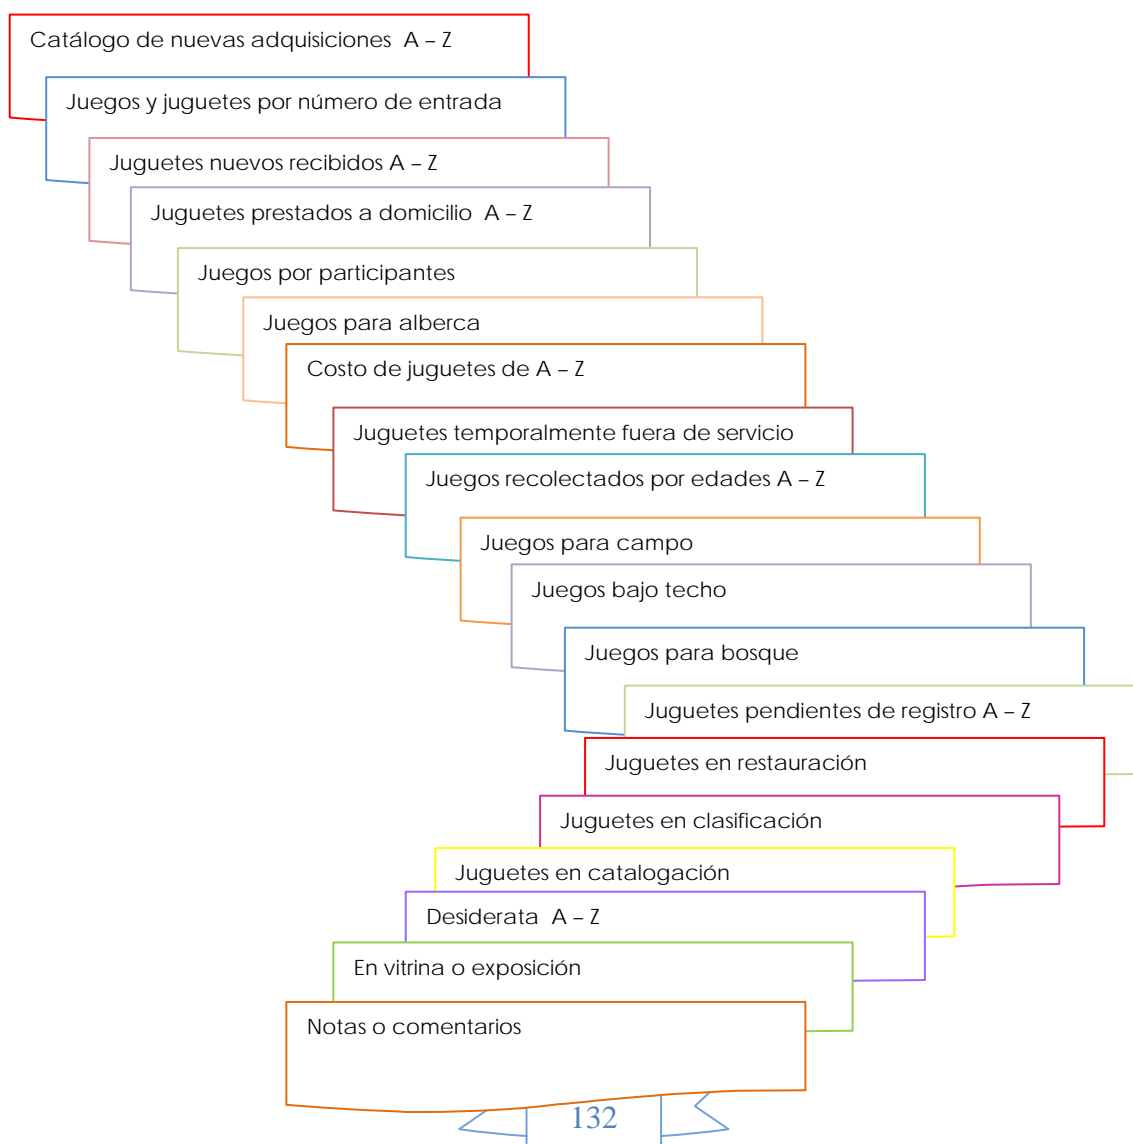 Catálogo de nuevas adquisiciones A – Z
Juegos y juguetes por número de entrada
Juguetes nuevos recibidos A – Z
Juguetes prestados a domicilio A – Z
Juegos por participantes
Juegos para alberca
Costo de juguetes de A – Z
Juguetes temporalmente fuera de servicio
Juegos recolectados por edades A – Z
Juegos para campo
Juegos bajo techo
Juegos para bosque
Juguetes pendientes de registro A – Z
Juguetes en restauración
Juguetes en clasificación
Juguetes en catalogación
Desiderata A – Z
En vitrina o exposición
Notas o comentarios
132